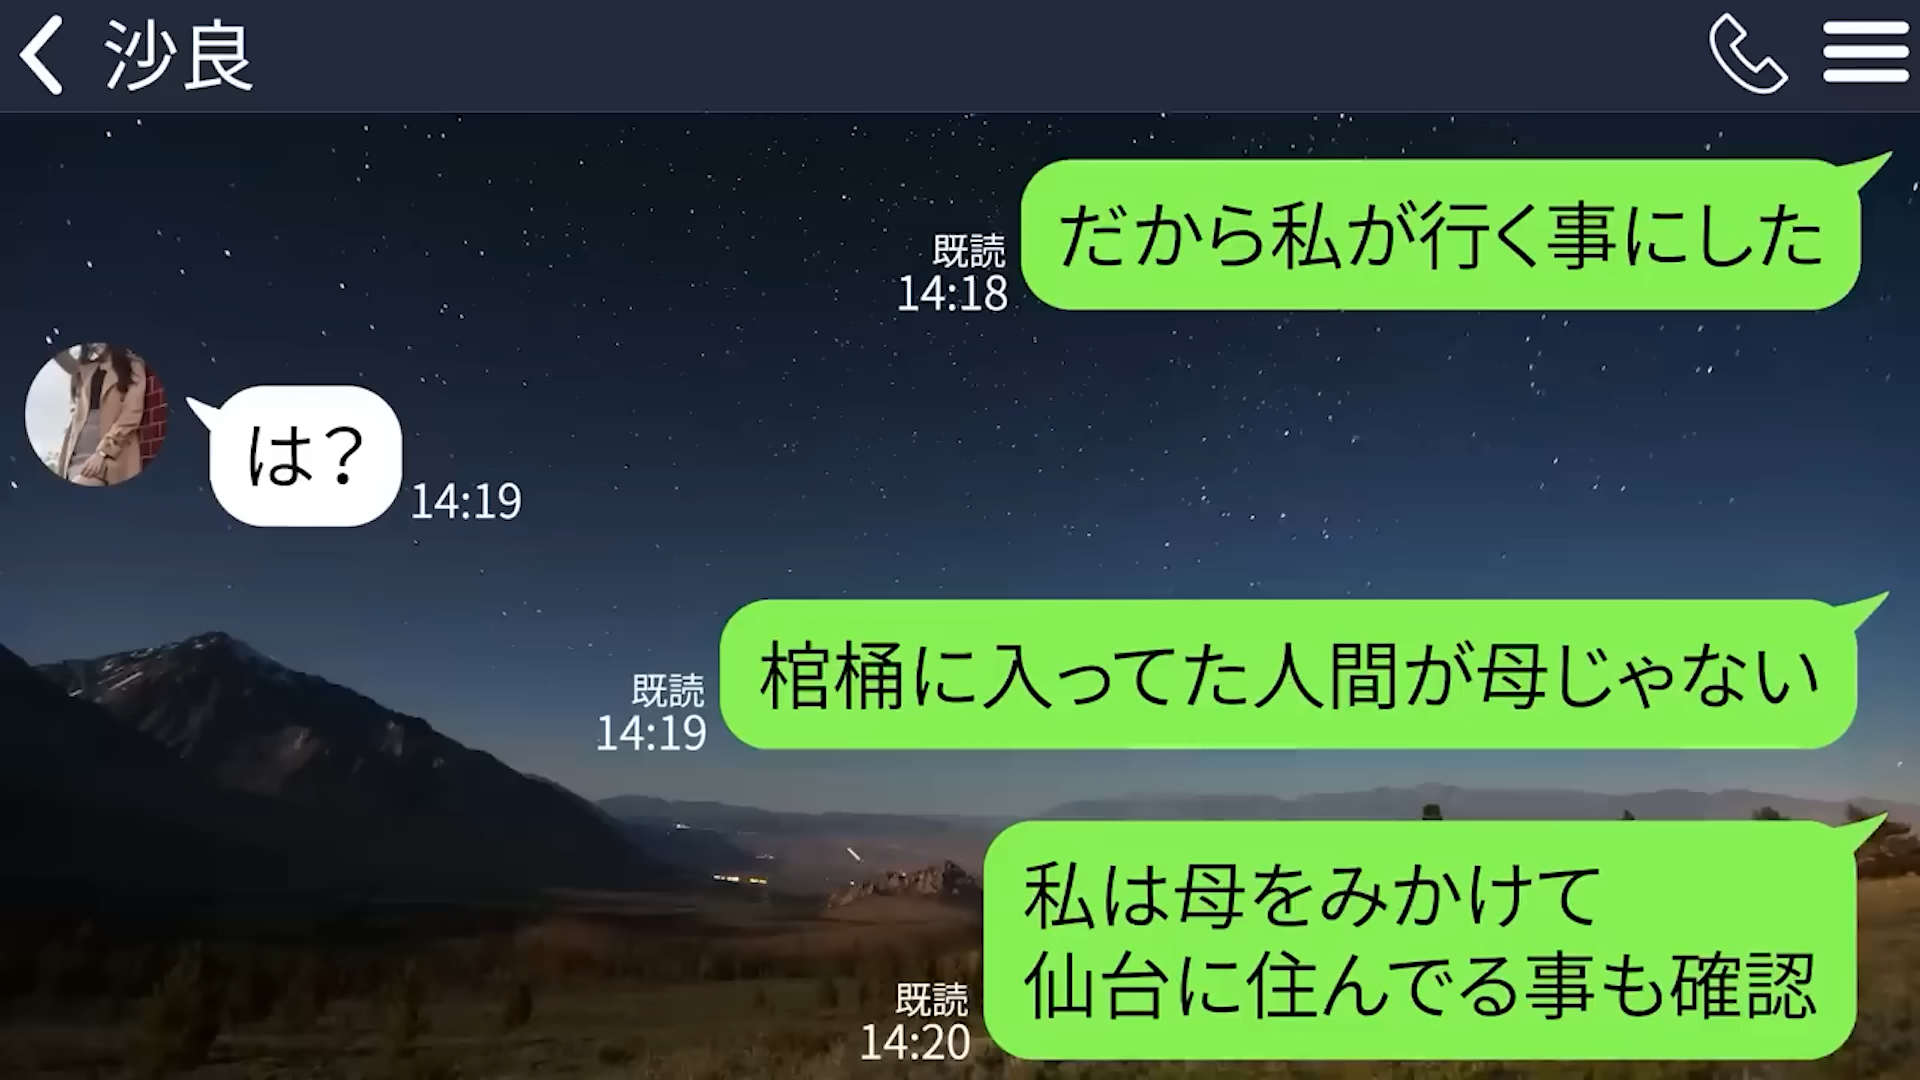 沙良
だから私が行く事にした
既読
14:18
は?
14:19
棺桶に入ってた人間が母じゃない
既読
14:19
私は母をみかけて
仙台に住んでる事も確認
既読
14:20